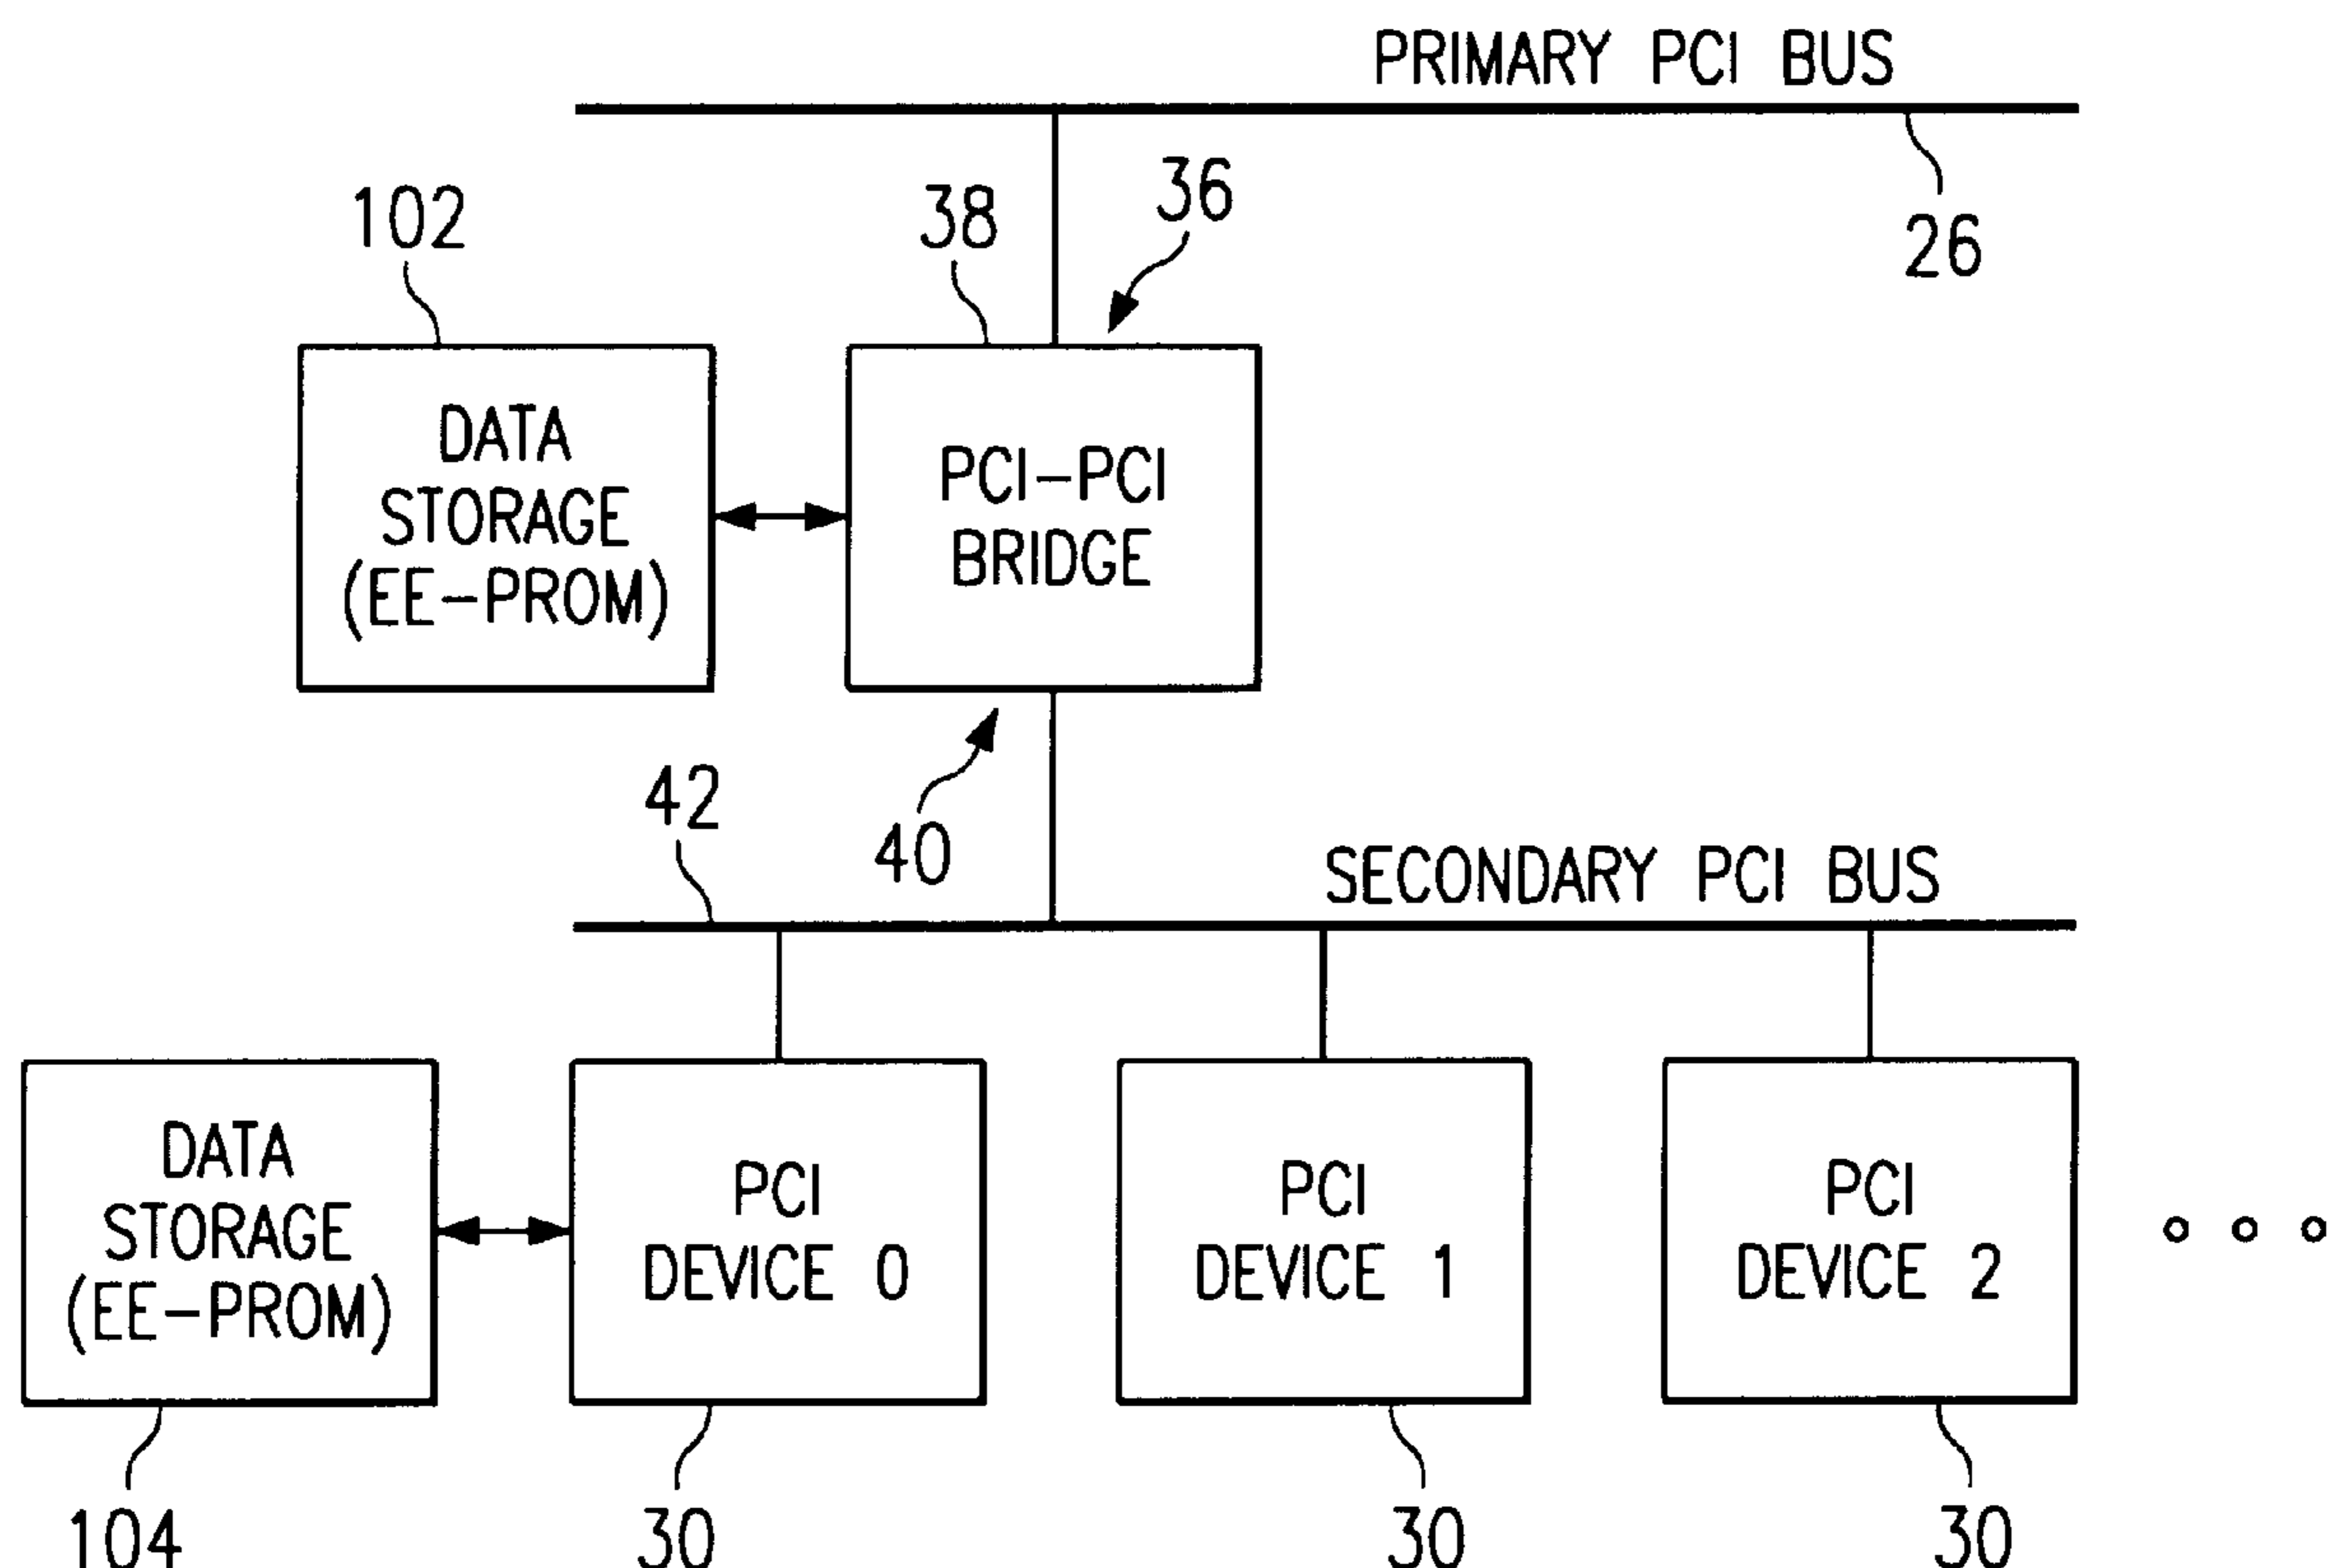 PRIMARY PCI BUS
26
102
38
36
DATA
STORAGE
(EE-PROM)
PCI-PCI
BRIDGE
40
42
SECONDARY PCI BUS
DATA
STORAGE
(EE-PROM)
PCI
DEVICE 0
PCI
DEVICE 1
PCI
DEVICE 2
104
30
30
30